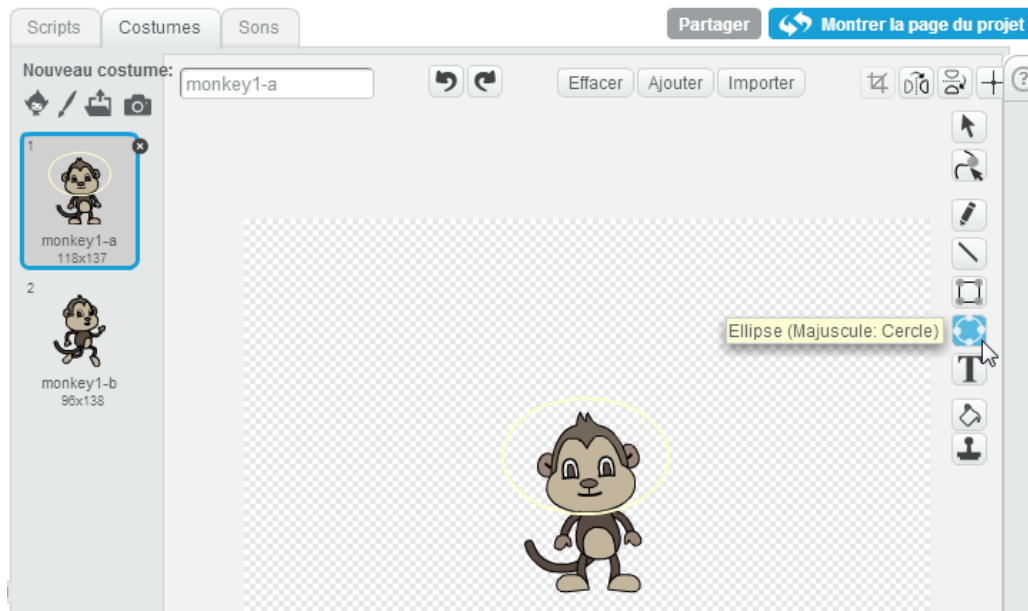 Scripts Costumes Sons Partager Montrer la page du projet
Nouveau costume: monkey1-a Effacer Ajouter Importer
1
monkey1-a
118x137
2
monkey1-b
96x138
Ellipse (Majuscule: Cercle)
T
?